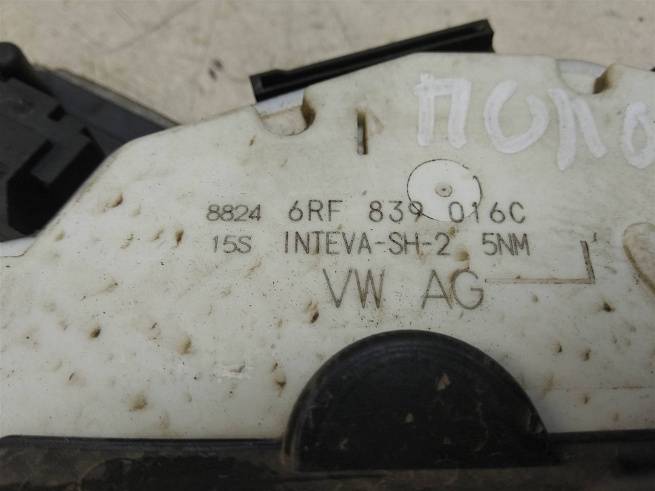 ПОЛО
8824 6RF 839 016C
15S INTEVA-SH-2 5NM
VW AG